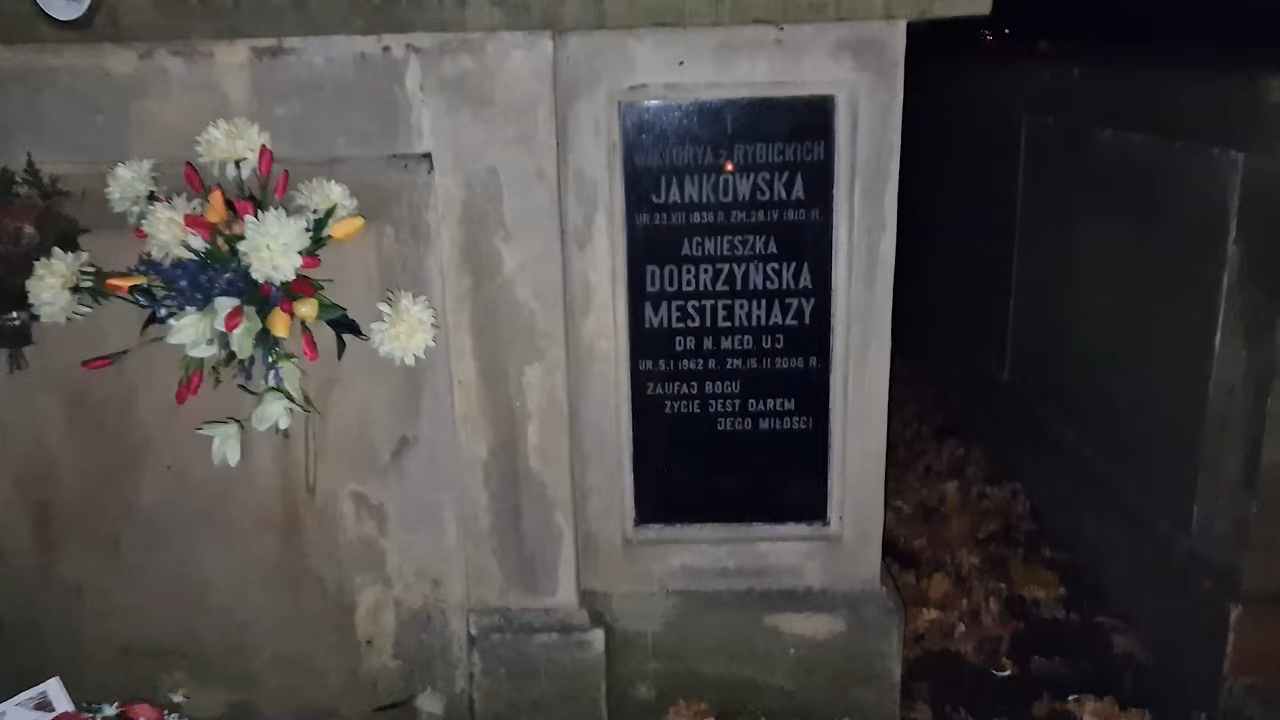 WIKTORYA z RYBICKICH
JANKOWSKA
UR. 23.XII 1836 R. ZM. 28.IV 1910 R.
AGNIESZKA
DOBRZYŃSKA
MESTERHAZY
DR N. MED. UJ
UR. 5.I 1962 R. ZM. 15.II 2006 R.
ZAUFAJ BOGU
ŻYCIE JEST DAREM
JEGO MIŁOŚCI